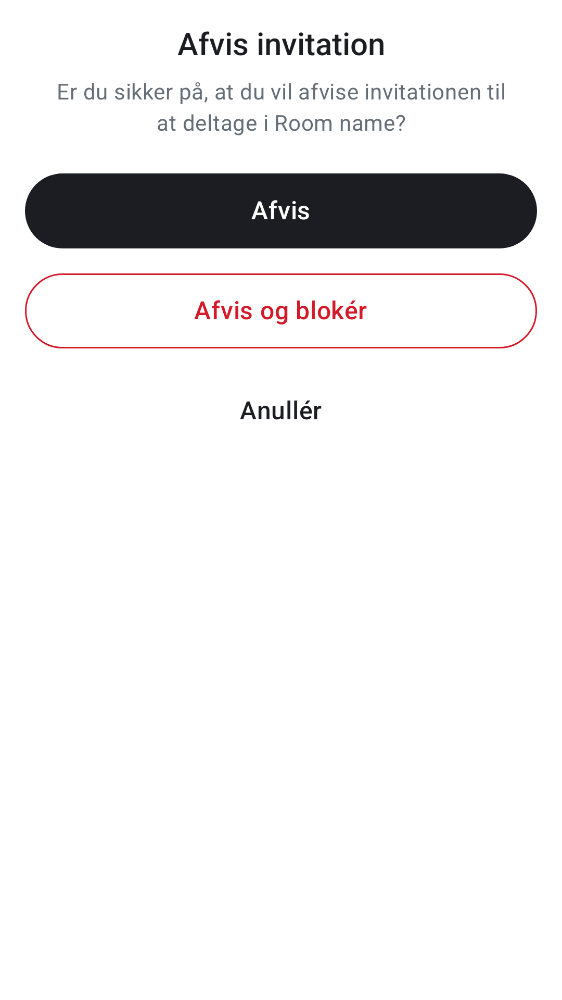 Afvis invitation
Er du sikker på, at du vil afvise invitationen til
at deltage i Room name?
Afvis
Afvis og blokér
Anullér